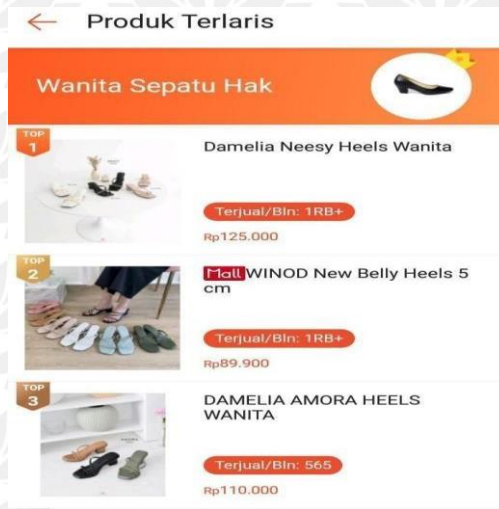 Produk Terlaris
Wanita Sepatu Hak
TOP
1
Damelia Neesy Heels Wanita
Terjual/Bln: 1RB+
Rp125.000
TOP
2
Mall WINOD New Belly Heels 5
cm
Terjual/Bln: 1RB+
Rp89.900
TOP
3
DAMELIA AMORA HEELS
WANITA
Terjual/Bln: 565
Rp110.000